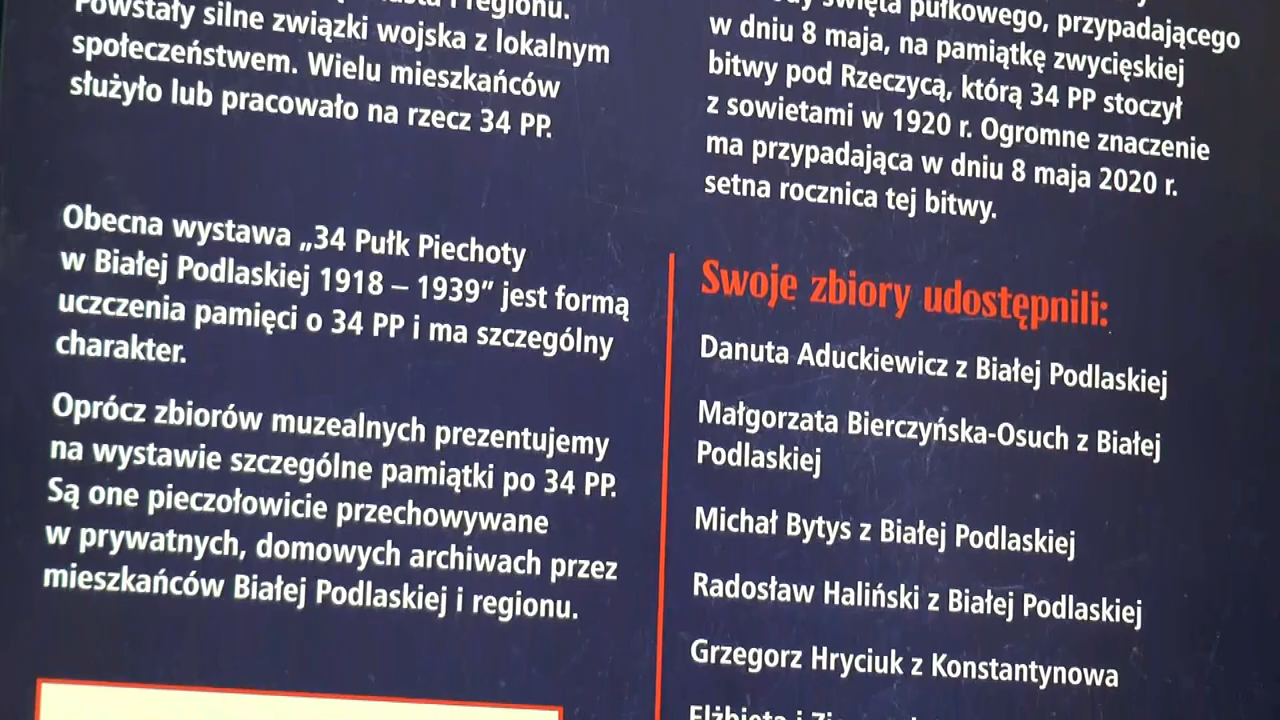 Powstały silne związki wojska z lokalnym
społeczeństwem. Wielu mieszkańców
służyło lub pracowało na rzecz 34 PP.
Obecna wystawa „34 Pułk Piechoty
w Białej Podlaskiej 1918 – 1939” jest formą
uczczenia pamięci o 34 PP i ma szczególny
charakter.
Oprócz zbiorów muzealnych prezentujemy
na wystawie szczególne pamiątki po 34 PP.
Są one pieczołowicie przechowywane
w prywatnych, domowych archiwach przez
mieszkańców Białej Podlaskiej i regionu.
święta pułkowego, przypadającego
w dniu 8 maja, na pamiątkę zwycięskiej
bitwy pod Rzeczycą, którą 34 PP stoczył
z sowietami w 1920 r. Ogromne znaczenie
ma przypadająca w dniu 8 maja 2020 r.
setna rocznica tej bitwy.
Swoje zbiory udostępnili:
Danuta Aduckiewicz z Białej Podlaskiej
Małgorzata Bierczyńska-Osuch z Białej
Podlaskiej
Michał Bytys z Białej Podlaskiej
Radosław Haliński z Białej Podlaskiej
Grzegorz Hryciuk z Konstantynowa